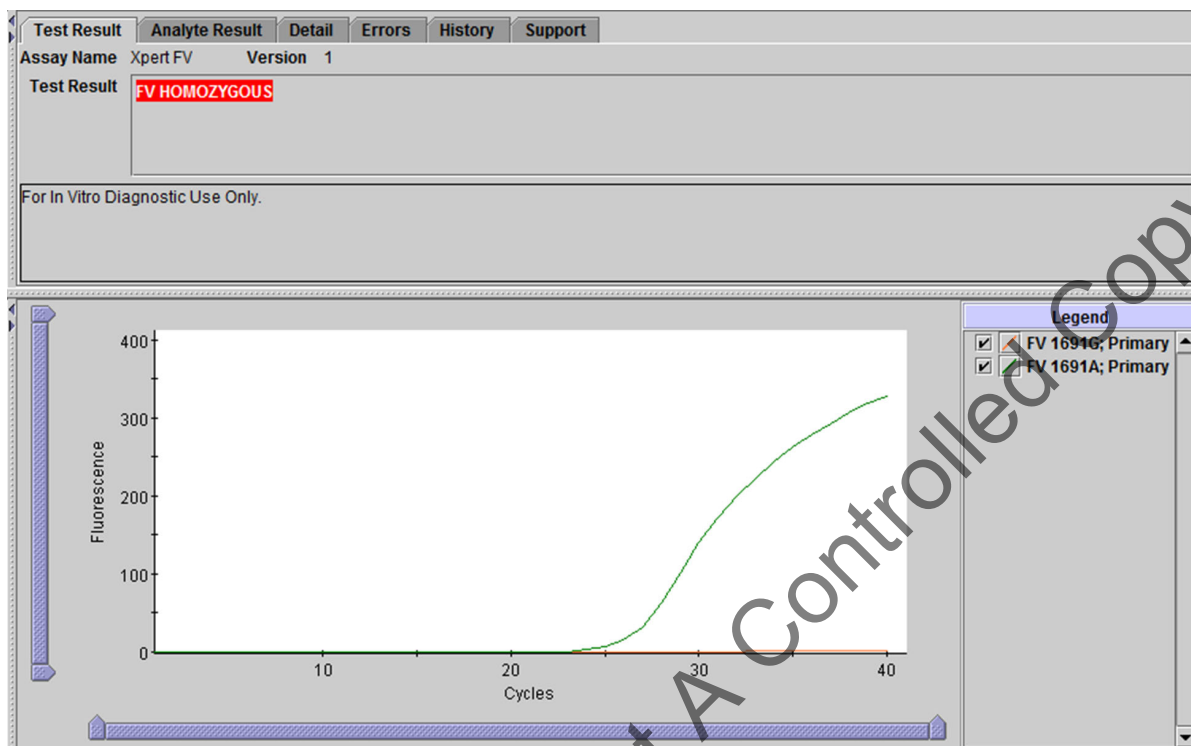 Test Result Analyte Result Detail Errors History Support
Assay Name Xpert FV Version 1
Test Result FV HOMOZYGOUS
For In Vitro Diagnostic Use Only.
Legend
FV 1691G; Primary
FV 1691A; Primary
400
300
200
100
0
Fluorescence
10 20 30 40
Cycles
t A Controlled Copy